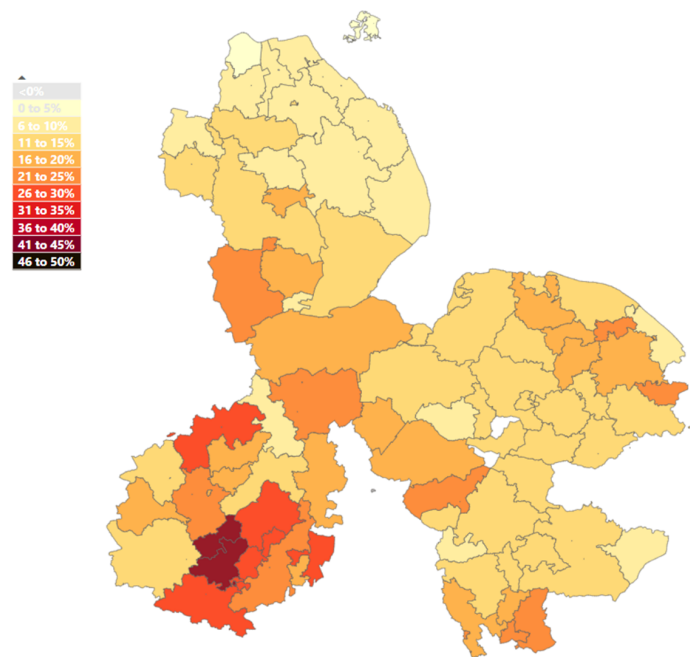 <0%
0 to 5%
6 to 10%
11 to 15%
16 to 20%
21 to 25%
26 to 30%
31 to 35%
36 to 40%
41 to 45%
46 to 50%